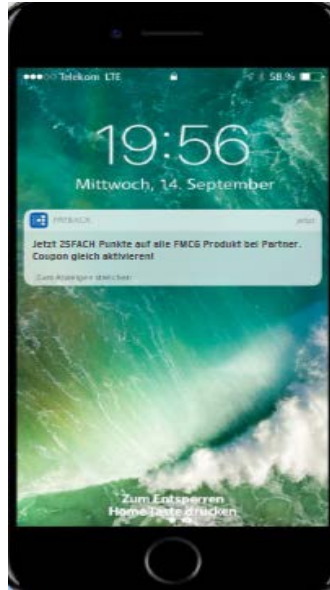 Telekom LTE 58 %
19:56
Mittwoch, 14. September
PAYBACK jetzt
Jetzt 25FACH Punkte auf alle FMCG Produkt bei Partner.
Coupon gleich aktivieren!
Zum Anzeigen streichen
Zum Entsperren
Home Taste drücken